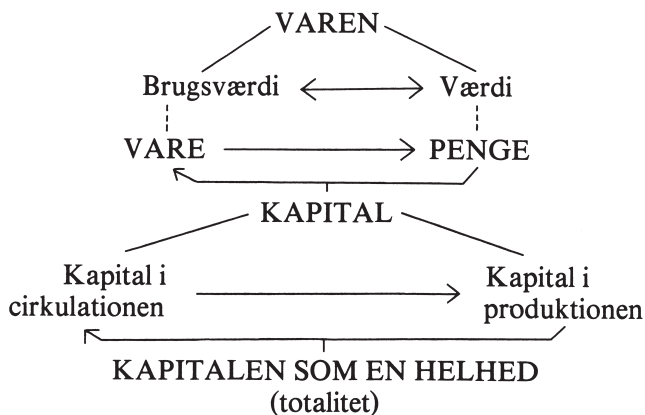 VAREN
Brugsværdi Værdi
VARE PENGE
KAPITAL
Kapital i Kapital i
cirkulationen produktionen
KAPITALEN SOM EN HELHED
(totalitet)